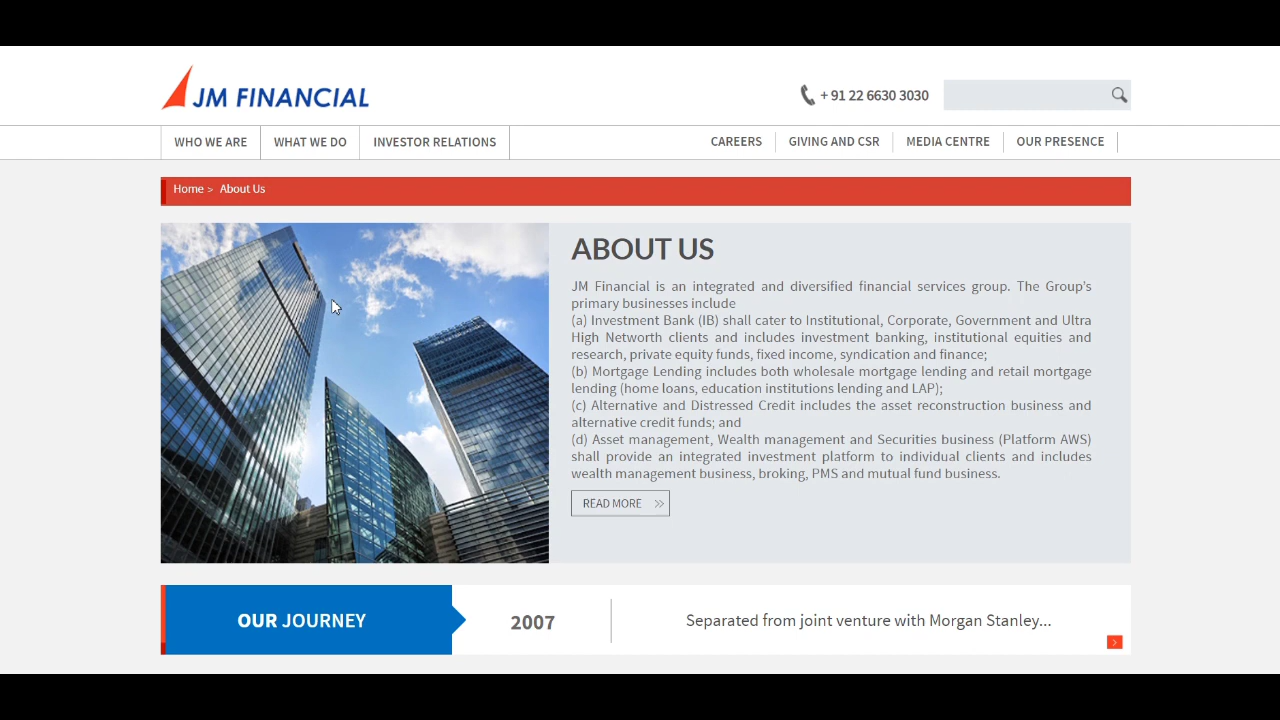 JM FINANCIAL
+ 91 22 6630 3030
WHO WE ARE
WHAT WE DO
INVESTOR RELATIONS
CAREERS
GIVING AND CSR
MEDIA CENTRE
OUR PRESENCE
Home > About Us
ABOUT US
JM Financial is an integrated and diversified financial services group. The Group's
primary businesses include
(a) Investment Bank (IB) shall cater to Institutional, Corporate, Government and Ultra
High Networth clients and includes investment banking, institutional equities and
research, private equity funds, fixed income, syndication and finance;
(b) Mortgage Lending includes both wholesale mortgage lending and retail mortgage
lending (home loans, education institutions lending and LAP);
(c) Alternative and Distressed Credit includes the asset reconstruction business and
alternative credit funds; and
(d) Asset management, Wealth management and Securities business (Platform AWS)
shall provide an integrated investment platform to individual clients and includes
wealth management business, broking, PMS and mutual fund business.
READ MORE
OUR JOURNEY
2007
Separated from joint venture with Morgan Stanley...